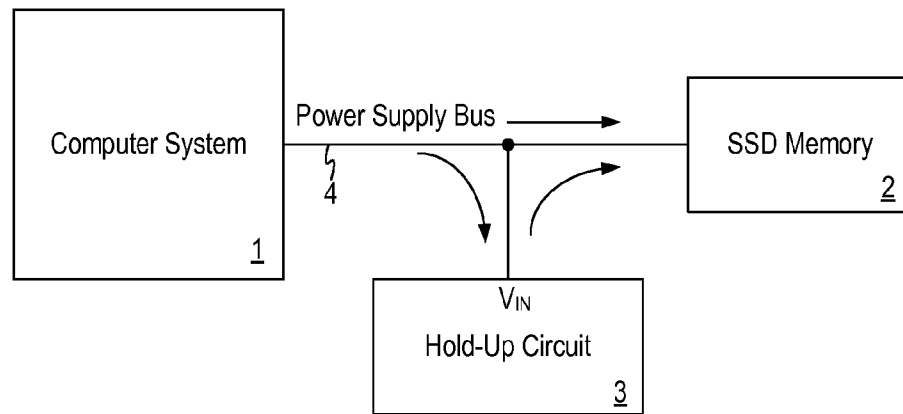 Power Supply Bus
Computer System
SSD Memory
4
2
1
VIN
Hold-Up Circuit
3